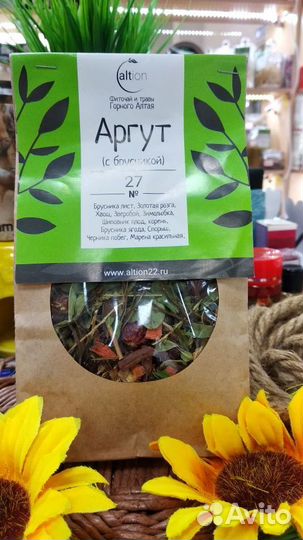 altion
Фиточаи и травы
Горного Алтая
Аргут
(с брусникой)
27
№
Брусника лист, Золотая розга,
Хвощ, Зверобой, Зимолюбка,
Шиповник плод, корень,
Брусника ягода, Спорыш,
Черника побег, Марена красильная.
www.altion22.ru
Avito